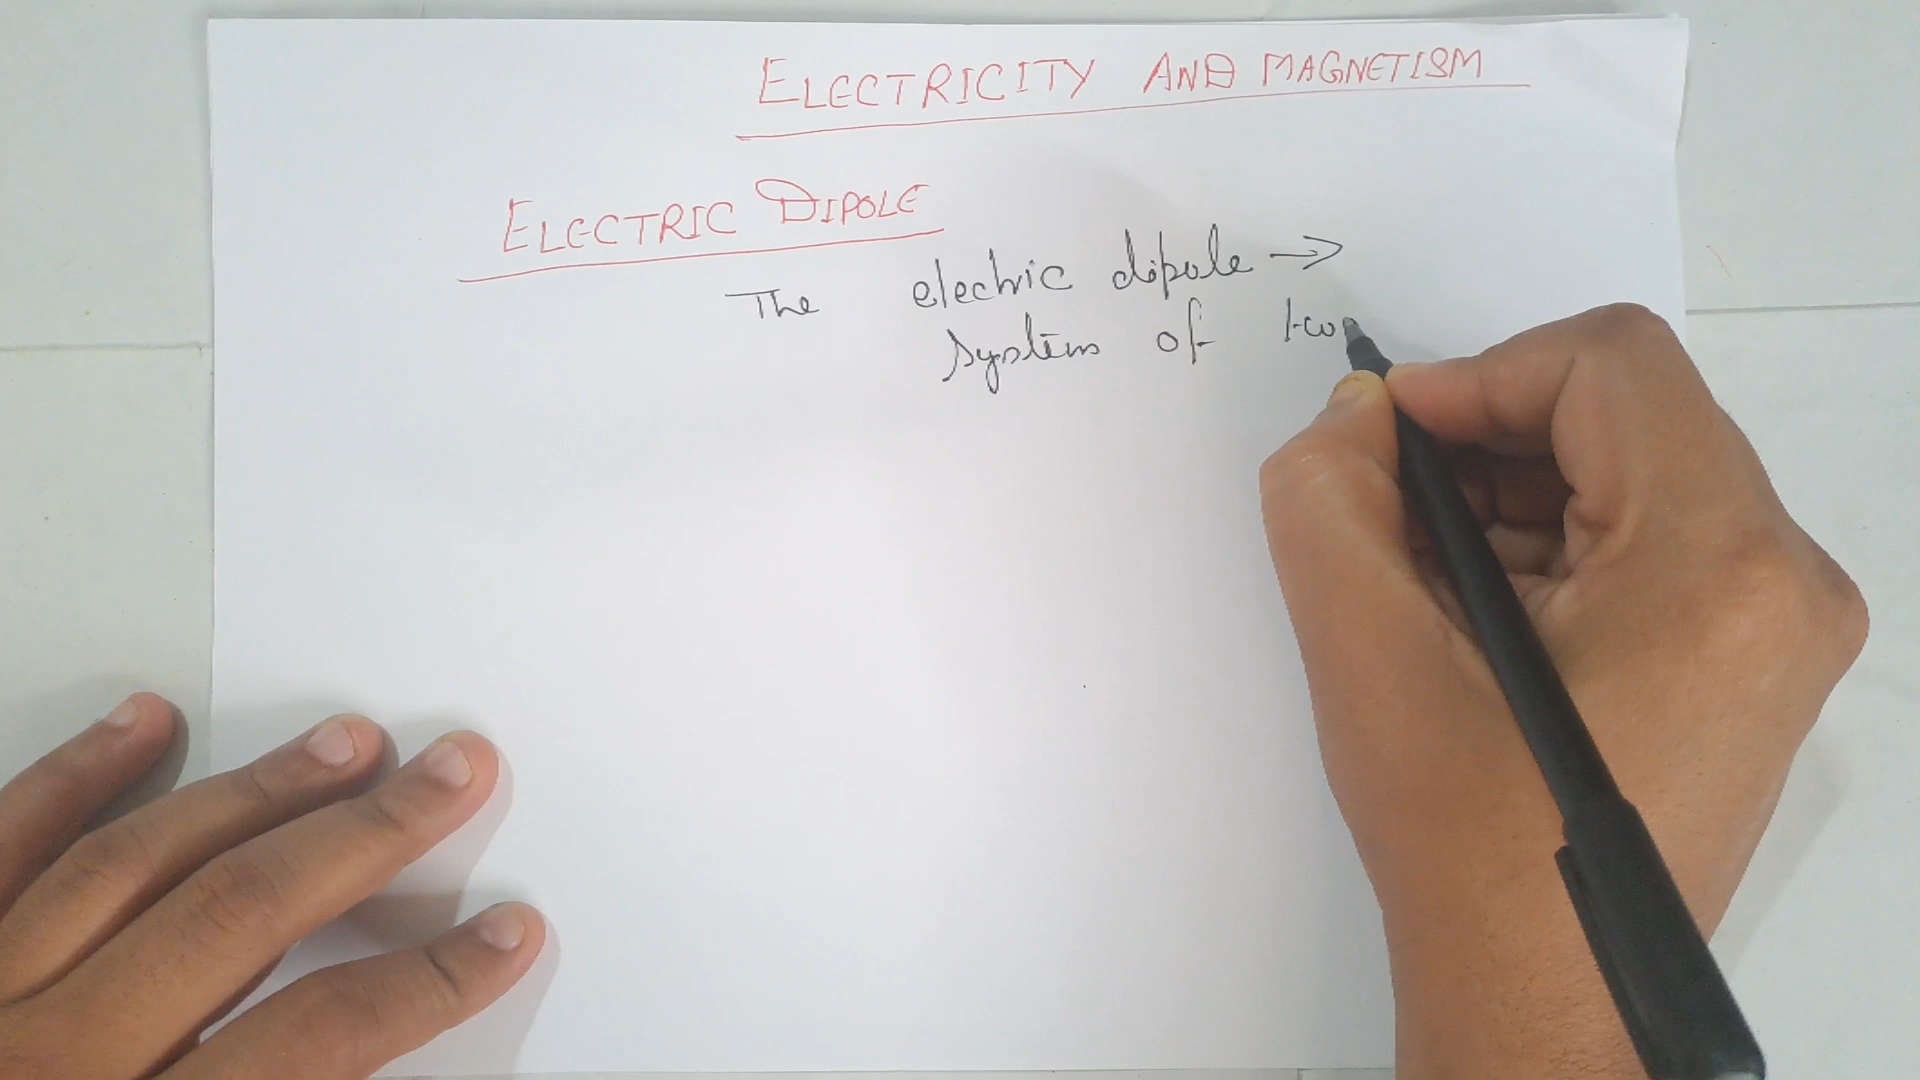 ELECTRICITY AND MAGNETISM
ELECTRIC DIPOLE
The electric dipole →
system of two